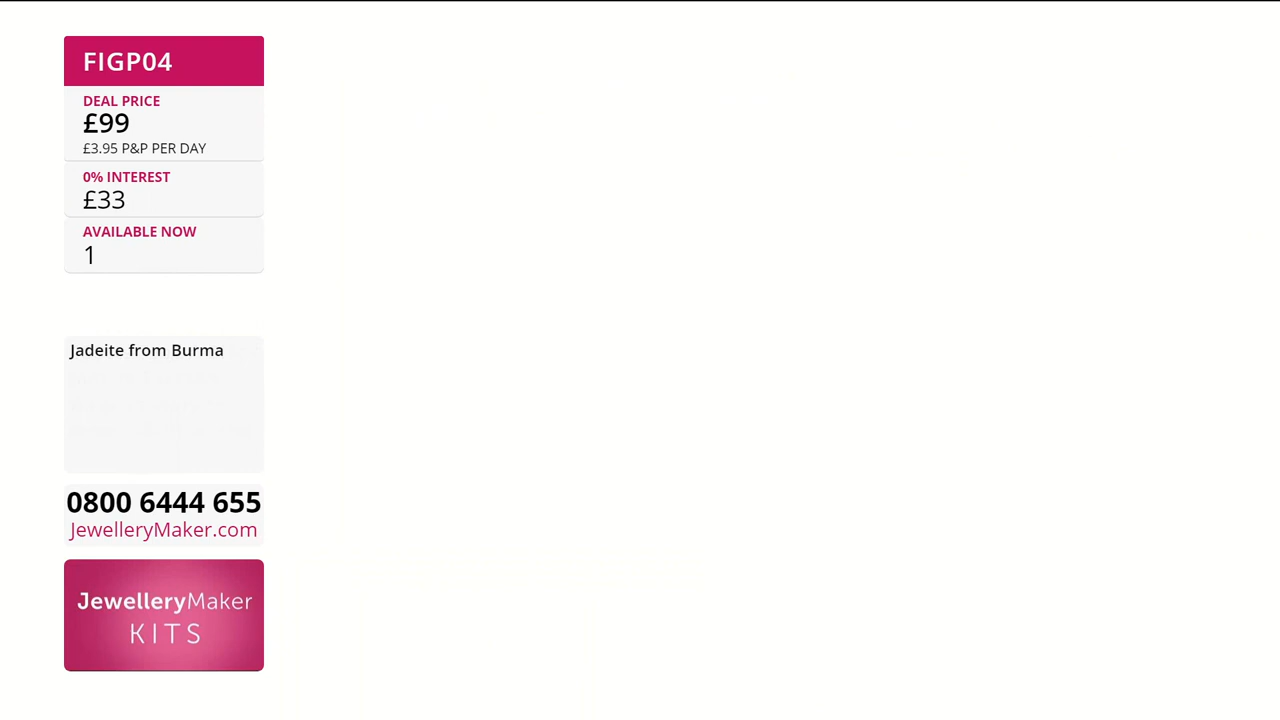 FIGP04
DEAL PRICE
£99
£3.95 P&P PER DAY
0% INTEREST
£33
AVAILABLE NOW
1
Jadeite from Burma
0800 6444 655
JewelleryMaker.com
JewelleryMaker
KITS